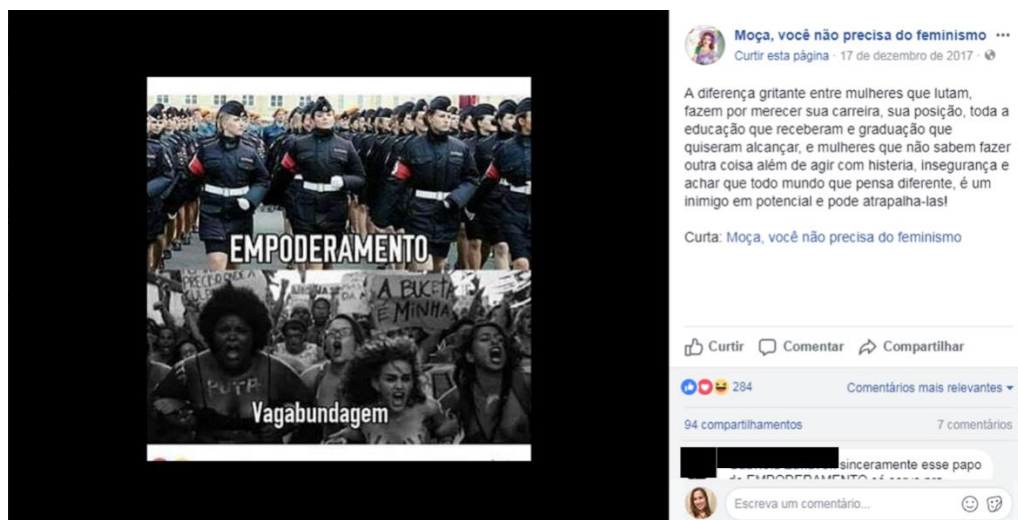 EMPODERAMENTO
PRECISO
A BUCETA
É MINHA
PUTA
Vagabundagem
Moça, você não precisa do feminismo ...
Curtir esta página · 17 de dezembro de 2017 ·
A diferença gritante entre mulheres que lutam,
fazem por merecer sua carreira, sua posição, toda a
educação que receberam e graduação que
quiseram alcançar, e mulheres que não sabem fazer
outra coisa além de agir com histeria, insegurança e
achar que todo mundo que pensa diferente, é um
inimigo em potencial e pode atrapalha-las!
Curta: Moça, você não precisa do feminismo
Curtir Comentar Compartilhar
284 Comentários mais relevantes
94 compartilhamentos 7 comentários
sinceramente esse papo
EMPODERAMENTO só serve
Escreva um comentário...